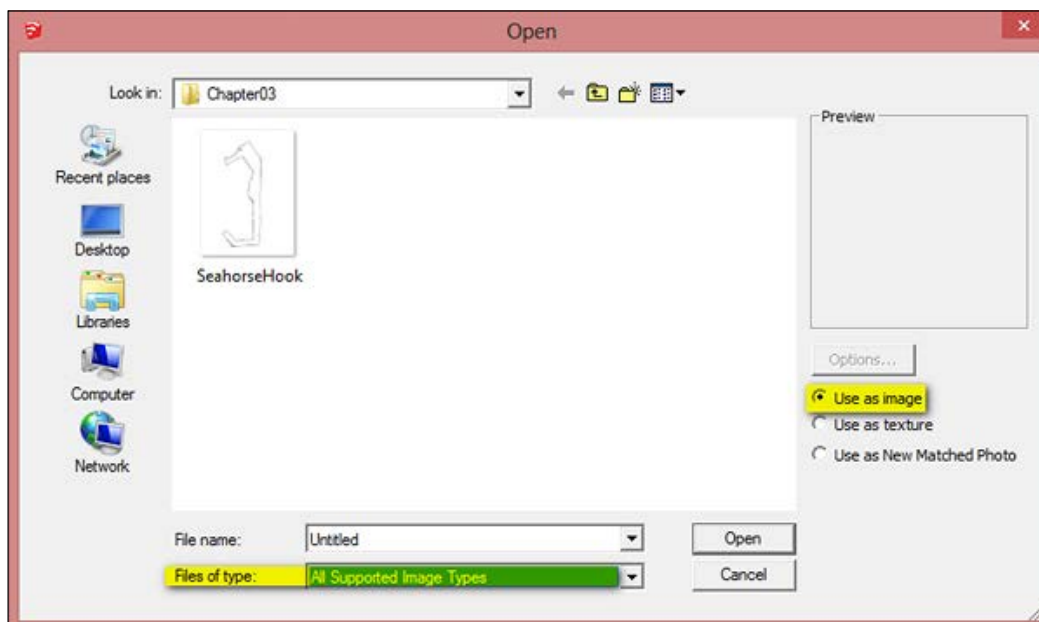 Open
Look in:
Chapter03
Preview
Recent places
Desktop
SeahorseHook
Libraries
Options...
Computer
Use as image
Use as texture
Network
Use as New Matched Photo
File name:
Untitled
Open
Files of type:
All Supported Image Types
Cancel